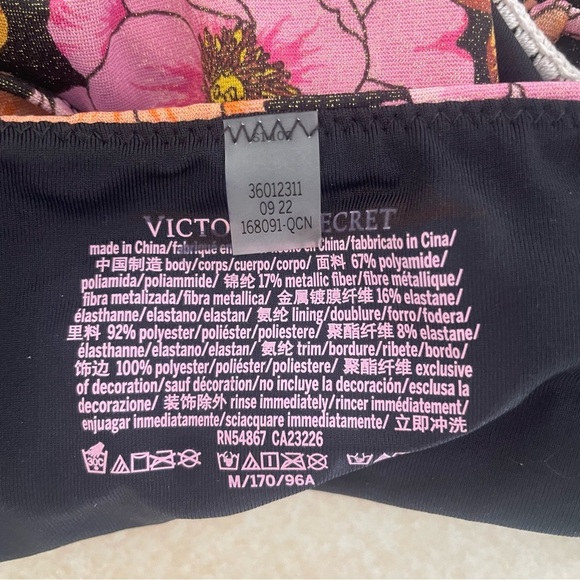 36012311
09 22
168091-QCN
VICTO ECRET
made in China/fabriqué en en China/fabbricato in Cina/
中国制造 body/corps/cuerpo/corpo/ 面料 67% polyamide/
poliamida/poliammide/ 锦纶 17% metallic fiber/fibre métallique/
fibra metalizada/fibra metallica/ 金属镀膜纤维 16% elastane/
élasthanne/elastano/elastan/ 氨纶 lining/doublure/forro/fodera/
里料 92% polyester/poliéster/poliestere/ 聚酯纤维 8% elastane/
élasthanne/elastano/elastan/ 氨纶 trim/bordure/ribete/bordo/
饰边 100% polyester/poliéster/poliestere/ 聚酯纤维 exclusive
of decoration/sauf décoration/no incluye la decoración/esclusa la
decorazione/ 装饰除外 rinse immediately/rincer immédiatement/
enjuagar inmediatamente/sciacquare immediatamente/ 立即冲洗
RN54867 CA23226
30C
M/170/96A